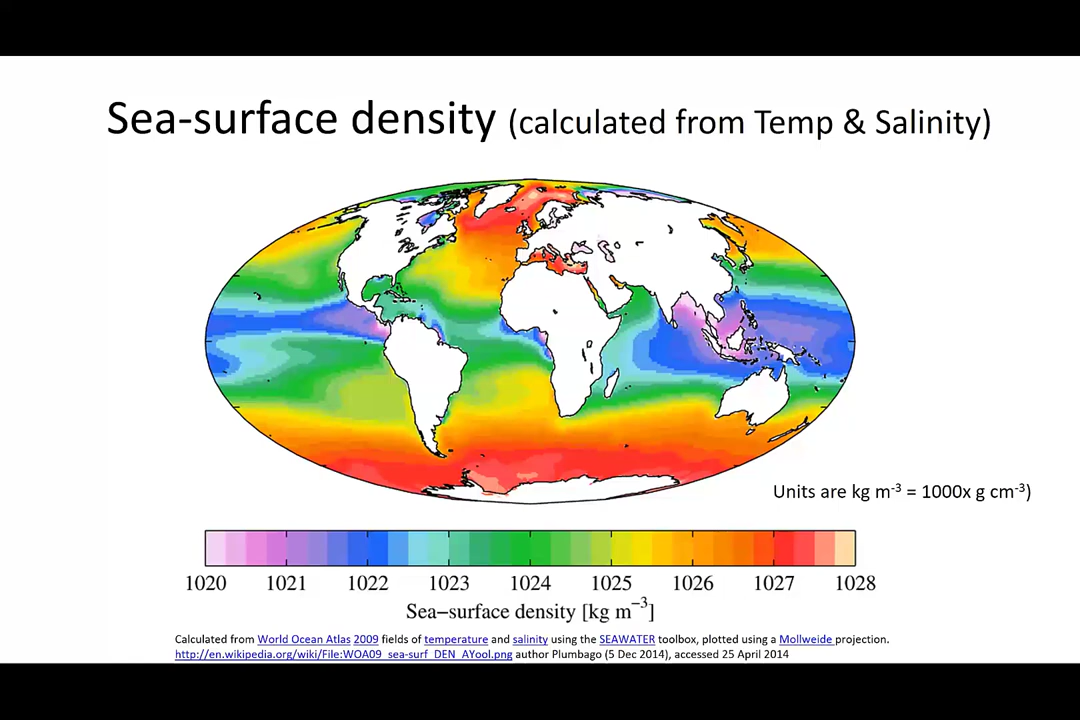 Sea-surface density (calculated from Temp & Salinity)
Units are kg m⁻³ = 1000x g cm⁻³)
1020 1021 1022 1023 1024 1025 1026 1027 1028
Sea−surface density [kg m⁻³]
Calculated from World Ocean Atlas 2009 fields of temperature and salinity using the SEAWATER toolbox, plotted using a Mollweide projection.
http://en.wikipedia.org/wiki/File:WOA09_sea-surf_DEN_AYool.png author Plumbago (5 Dec 2014), accessed 25 April 2014